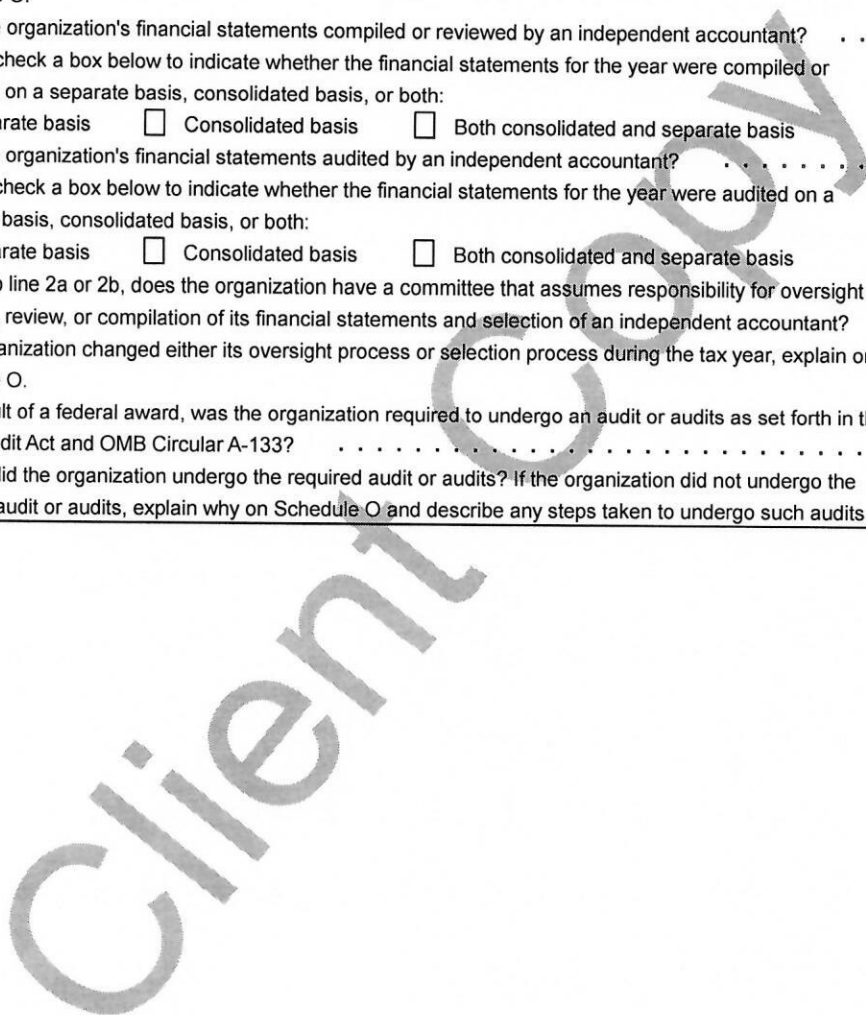 O.
organization's financial statements compiled or reviewed by an independent accountant? . .
check a box below to indicate whether the financial statements for the year were compiled or
on a separate basis, consolidated basis, or both:
rate basis ☐ Consolidated basis ☐ Both consolidated and separate basis
organization's financial statements audited by an independent accountant? . . . . . . . .
check a box below to indicate whether the financial statements for the year were audited on a
basis, consolidated basis, or both:
rate basis ☐ Consolidated basis ☐ Both consolidated and separate basis
line 2a or 2b, does the organization have a committee that assumes responsibility for oversight
review, or compilation of its financial statements and selection of an independent accountant?
anization changed either its oversight process or selection process during the tax year, explain on
O.
lt of a federal award, was the organization required to undergo an audit or audits as set forth in th
dit Act and OMB Circular A-133? . . . . . . . . . . . . . . . . . . . . . . . . . .
did the organization undergo the required audit or audits? If the organization did not undergo the
audit or audits, explain why on Schedule O and describe any steps taken to undergo such audits
Client Copy